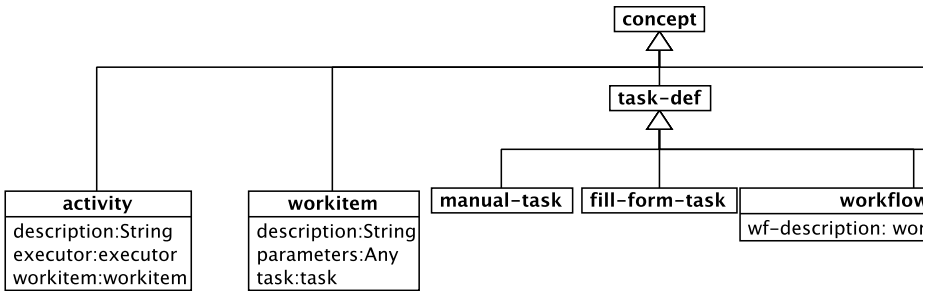 concept
task-def
activity
description:String
executor:executor
workitem:workitem
workitem
description:String
parameters:Any
task:task
manual-task
fill-form-task
workflow
wf-description: